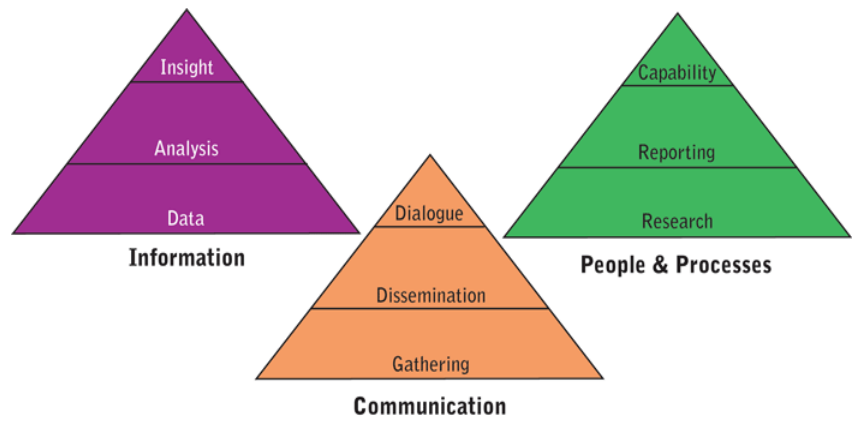 Insight
Analysis
Data
Information
Capability
Reporting
Research
People & Processes
Dialogue
Dissemination
Gathering
Communication